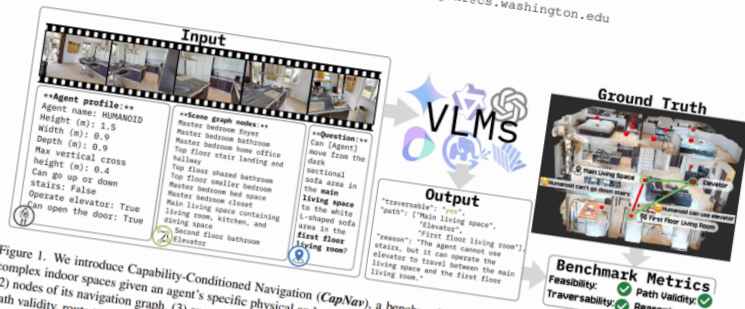 ecs.washington.edu
Input
**Agent profile:**
Agent name: HUMANOID
Height (m): 1.5
Width (m): 0.9
Depth (m): 0.9
Max vertical cross
height (m): 0.4
Can go up or down
stairs: False
Operate elevator: True
Can open the door: True
**Scene graph nodes:**
Master bedroom foyer
Master bedroom bathroom
Master bedroom home office
Top floor stair landing and
hallway
Top floor shared bathroom
Top floor smaller bedroom
Master bedroom bed space
Master bedroom closet
Main living space containing
living room, kitchen, and
dining space
Second floor bathroom
Elevator
**Question:**
Can [Agent]
move from the
dark
sectional
sofa area in
the main
living space
to the white
L-shaped sofa
area in the
first floor
living room?
VLMs
Output
"traversable": "yes",
"path": ["Main living space",
"Elevator",
"First floor living room"],
"reason": "The agent cannot use
stairs, but it can operate the
elevator to travel between the main
living space and the first floor
living room."
Ground Truth
Main Living Space
Elevator
Humanoid can't go down stairs
Humanoid can use elevator
First Floor Living Room
Benchmark Metrics
Feasibility:
Path Validity:
Traversability:
Figure 1. We introduce Capability-Conditioned Navigation (CapNav), a
complex indoor spaces given an agent's specific physical
2) nodes of its navigation graph, (3)
path validity,